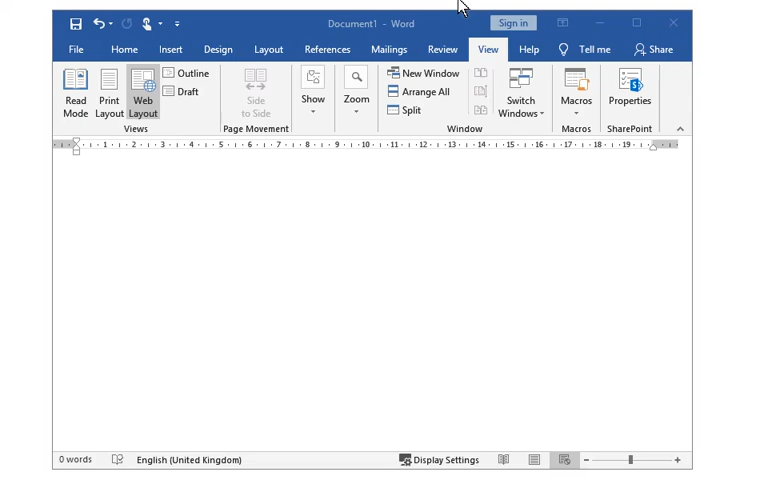 Document1 - Word
Sign in
File Home Insert Design Layout References Mailings Review View Help Tell me Share
Read Mode
Print Layout
Web Layout
Outline
Draft
Views
Side to Side
Page Movement
Show
Zoom
New Window
Arrange All
Split
Switch Windows
Window
Macros
Macros
Properties
SharePoint
1 2 3 4 5 6 7 8 9 10 11 12 13 14 15 16 17 18 19
0 words English (United Kingdom) Display Settings